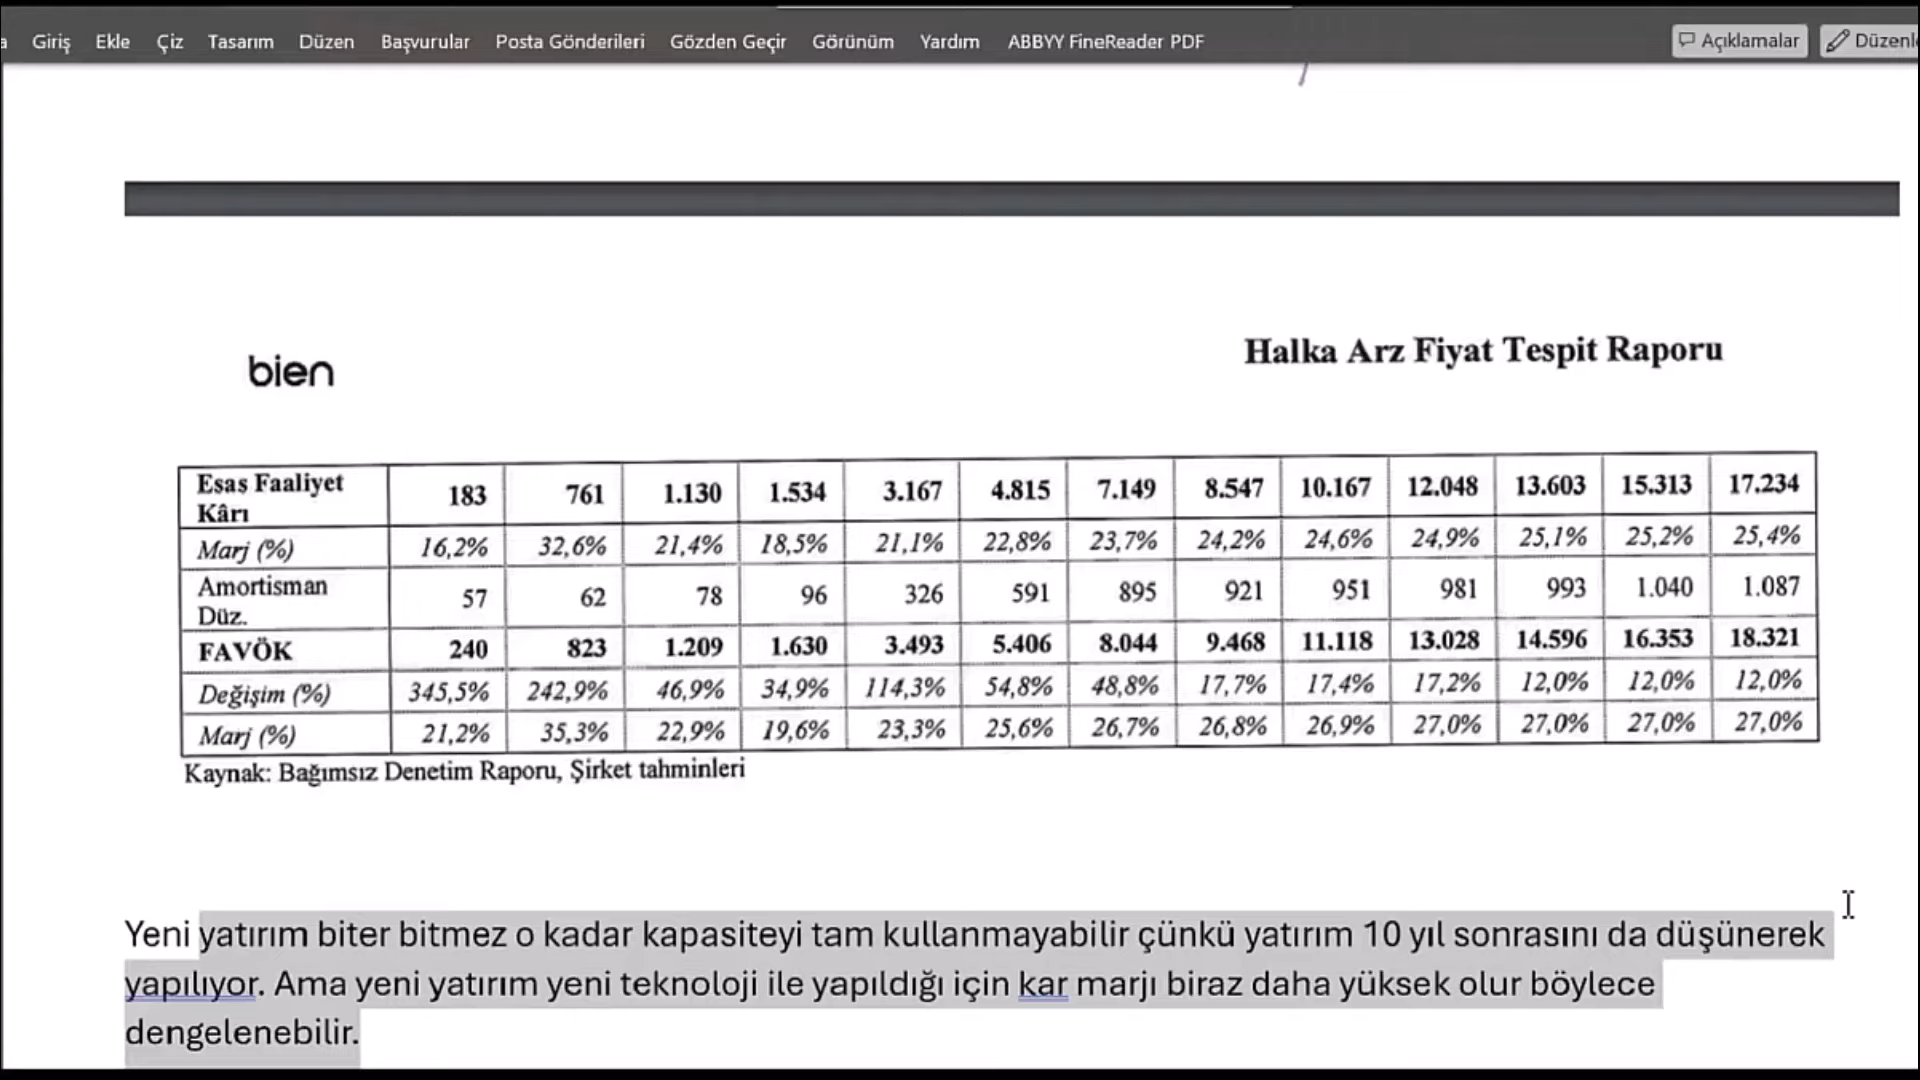 Giriş Ekle Çiz Tasarım Düzen Başvurular Posta Gönderileri Gözden Geçir Görünüm Yardım ABBYY FineReader PDF Açıklamalar
bien
Halka Arz Fiyat Tespit Raporu
Esas Faaliyet Kârı 183 761 1.130 1.534 3.167 4.815 7.149 8.547 10.167 12.048 13.603 15.313 17.234
Marj (%) 16,2% 32,6% 21,4% 18,5% 21,1% 22,8% 23,7% 24,2% 24,6% 24,9% 25,1% 25,2% 25,4%
Amortisman Düz. 57 62 78 96 326 591 895 921 951 981 993 1.040 1.087
FAVÖK 240 823 1.209 1.630 3.493 5.406 8.044 9.468 11.118 13.028 14.596 16.353 18.321
Değişim (%) 345,5% 242,9% 46,9% 34,9% 114,3% 54,8% 48,8% 17,7% 17,4% 17,2% 12,0% 12,0% 12,0%
Marj (%) 21,2% 35,3% 22,9% 19,6% 23,3% 25,6% 26,7% 26,8% 26,9% 27,0% 27,0% 27,0% 27,0%
Kaynak: Bağımsız Denetim Raporu, Şirket tahminleri
Yeni yatırım biter bitmez o kadar kapasiteyi tam kullanmayabilir çünkü yatırım 10 yıl sonrasını da düşünerek
yapılıyor. Ama yeni yatırım yeni teknoloji ile yapıldığı için kar marjı biraz daha yüksek olur böylece
dengelenebilir.